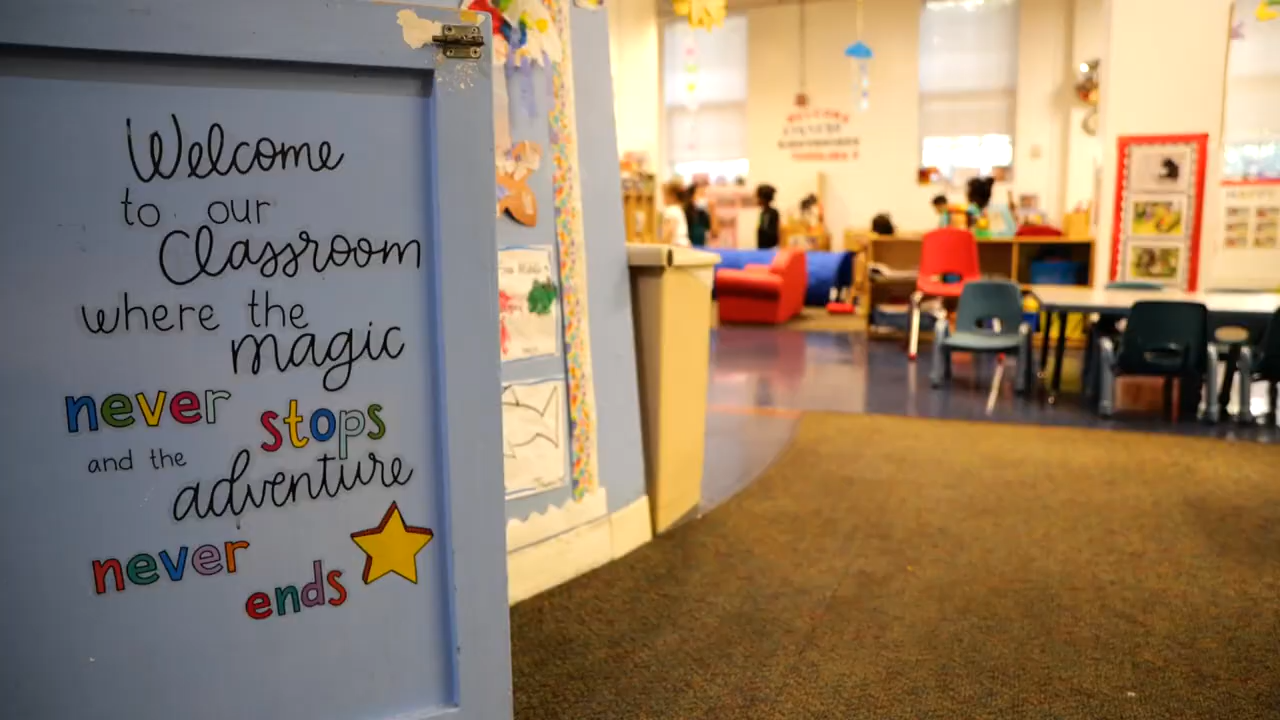 Welcome
to our
Classroom
where the
magic
never stops
and the
adventure
never
ends